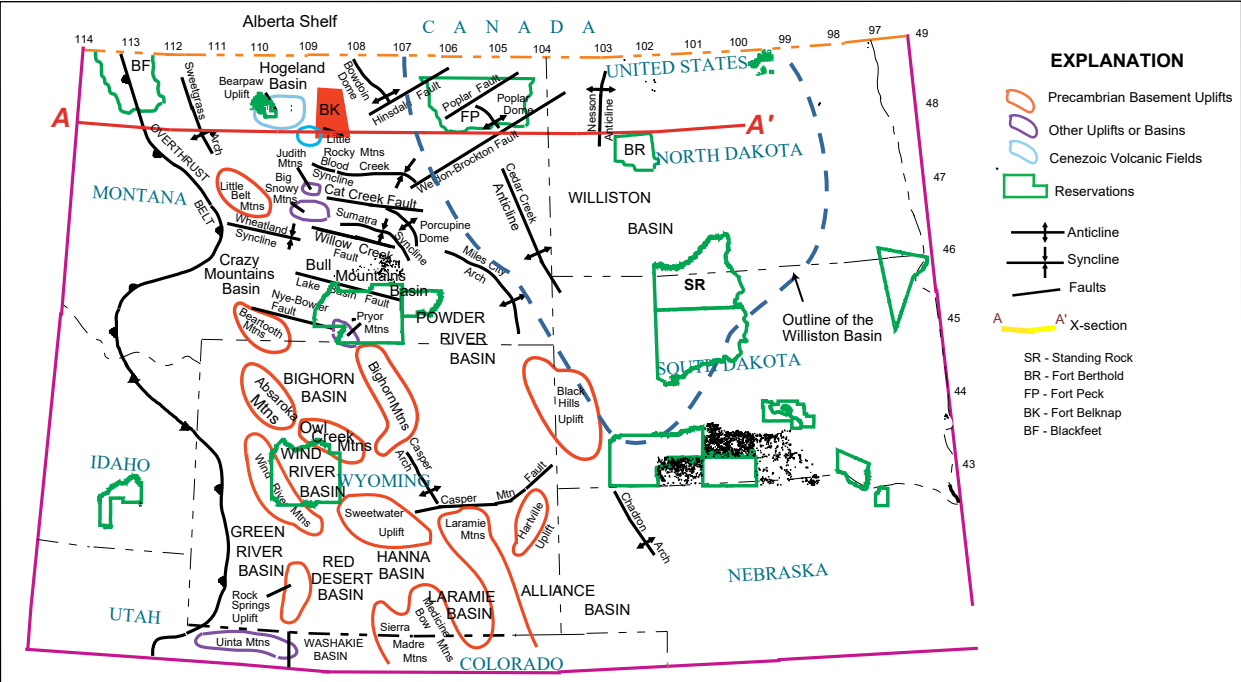 Alberta Shelf
C A N A D A
114
113
112
111
110
109
108
107
106
105
104
103
102
101
100
99
98
97
49
48
47
46
45
44
43
BF
Sweetgrass
Arch
Bearpaw
Uplift
Hogeland
Basin
BK
Bowdoin
Dome
Hinsdale Fault
Poplar Fault
FP
Poplar
Dome
Nesson
Anticline
UNITED STATES
A
A'
Little
Rocky Mtns
BR
NORTH DAKOTA
OVERTHRUST
BELT
Judith
Mtns
Blood Creek
Syncline
Weldon-Brockton Fault
MONTANA
Little
Belt
Mtns
Big
Snowy
Mtns
Cat Creek Fault
Cedar Creek
Anticline
WILLISTON
BASIN
Wheatland
Syncline
Sumatra
Syncline
Porcupine
Dome
Willow Creek
Fault
Crazy
Mountains
Basin
Bull
Mountains
Basin
Lake Basin Fault
Miles City
Arch
SR
Nye-Bower
Fault
Beartooth
Mtns
Pryor
Mtns
POWDER
RIVER
BASIN
Outline of the
Williston Basin
SOUTH DAKOTA
BIGHORN
BASIN
Absaroka
Mtns
Bighorn Mtns
Black
Hills
Uplift
Owl
Creek
Mtns
IDAHO
WIND
RIVER
BASIN
Wind River Mtns
WYOMING
Casper
Arch
Casper Mtn Fault
Sweetwater
Uplift
Laramie
Mtns
Hartville
Uplift
Chadron
Arch
GREEN
RIVER
BASIN
RED
DESERT
BASIN
HANNA
BASIN
NEBRASKA
Rock
Springs
Uplift
LARAMIE
BASIN
ALLIANCE
BASIN
Medicine
Bow
Mtns
Sierra
Madre
Mtns
UTAH
Uinta Mtns
WASHAKIE
BASIN
COLORADO
EXPLANATION
Precambrian Basement Uplifts
Other Uplifts or Basins
Cenozoic Volcanic Fields
Reservations
Anticline
Syncline
Faults
A A' X-section
SR - Standing Rock
BR - Fort Berthold
FP - Fort Peck
BK - Fort Belknap
BF - Blackfeet